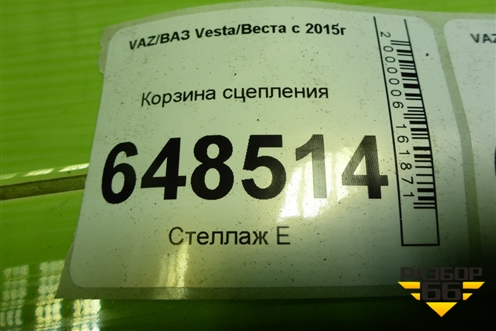 VAZ/ВАЗ Vesta/Веста с 2015г
Корзина сцепления
648514
Стеллаж Е
2000006161871
РАЗБОР
66